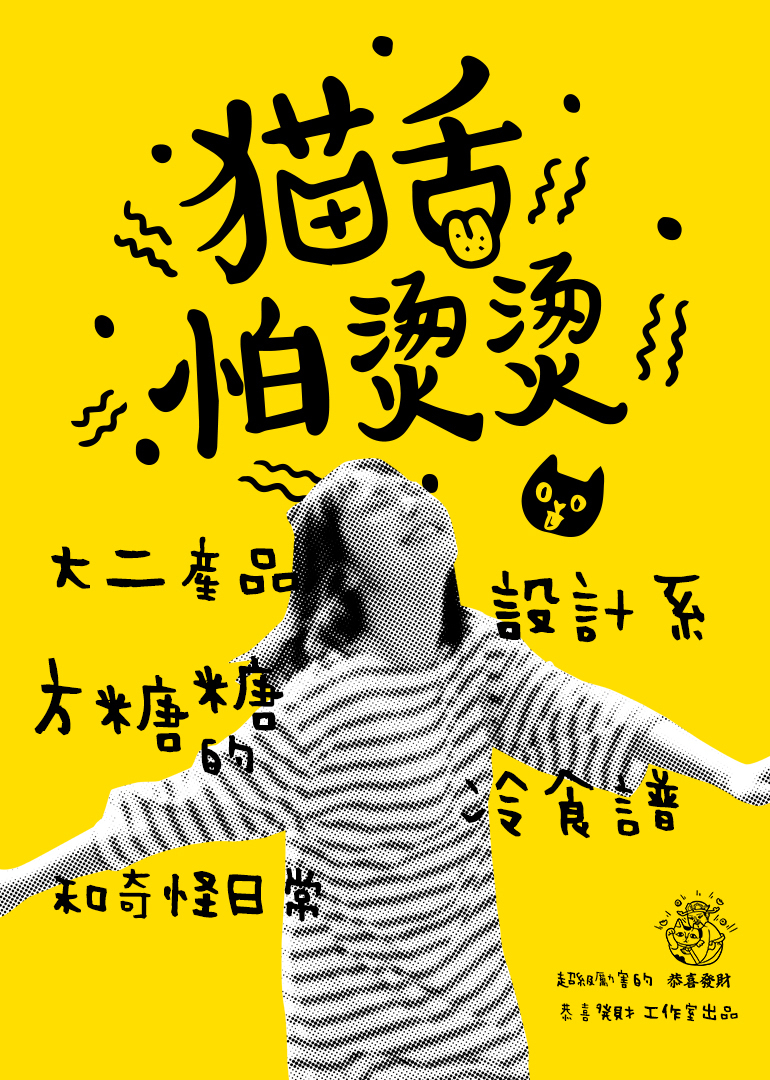 猫舌
怕燙燙
大二産品設計系
方糖糖的冷食譜
和奇怪日常
超級勵害的 恭喜發財
恭喜發財工作室出品